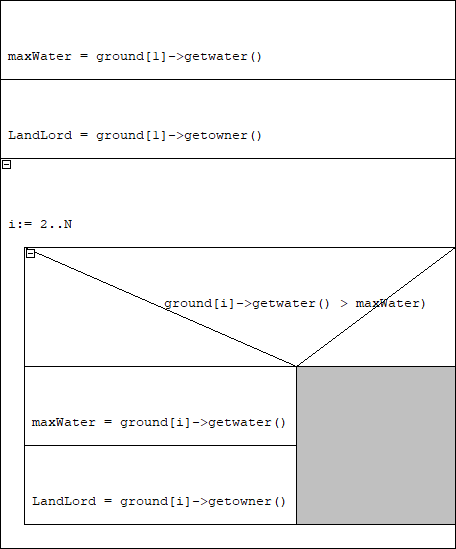 maxWater = ground[1]->getwater()
LandLord = ground[1]->getowner()
i:= 2..N
ground[i]->getwater() > maxWater)
maxWater = ground[i]->getwater()
LandLord = ground[i]->getowner()